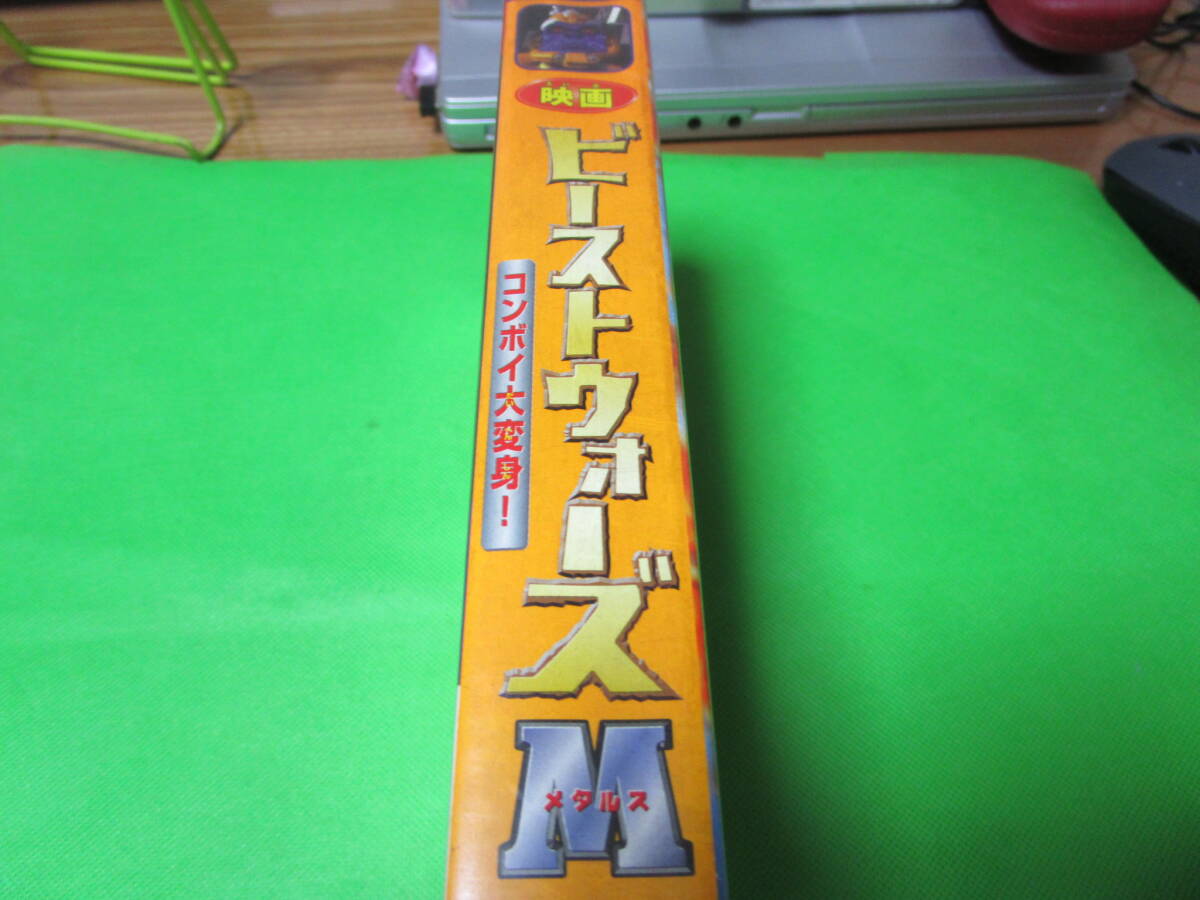 映画
ビーストウォーズ
コンボイ大変身！
M
メタルス